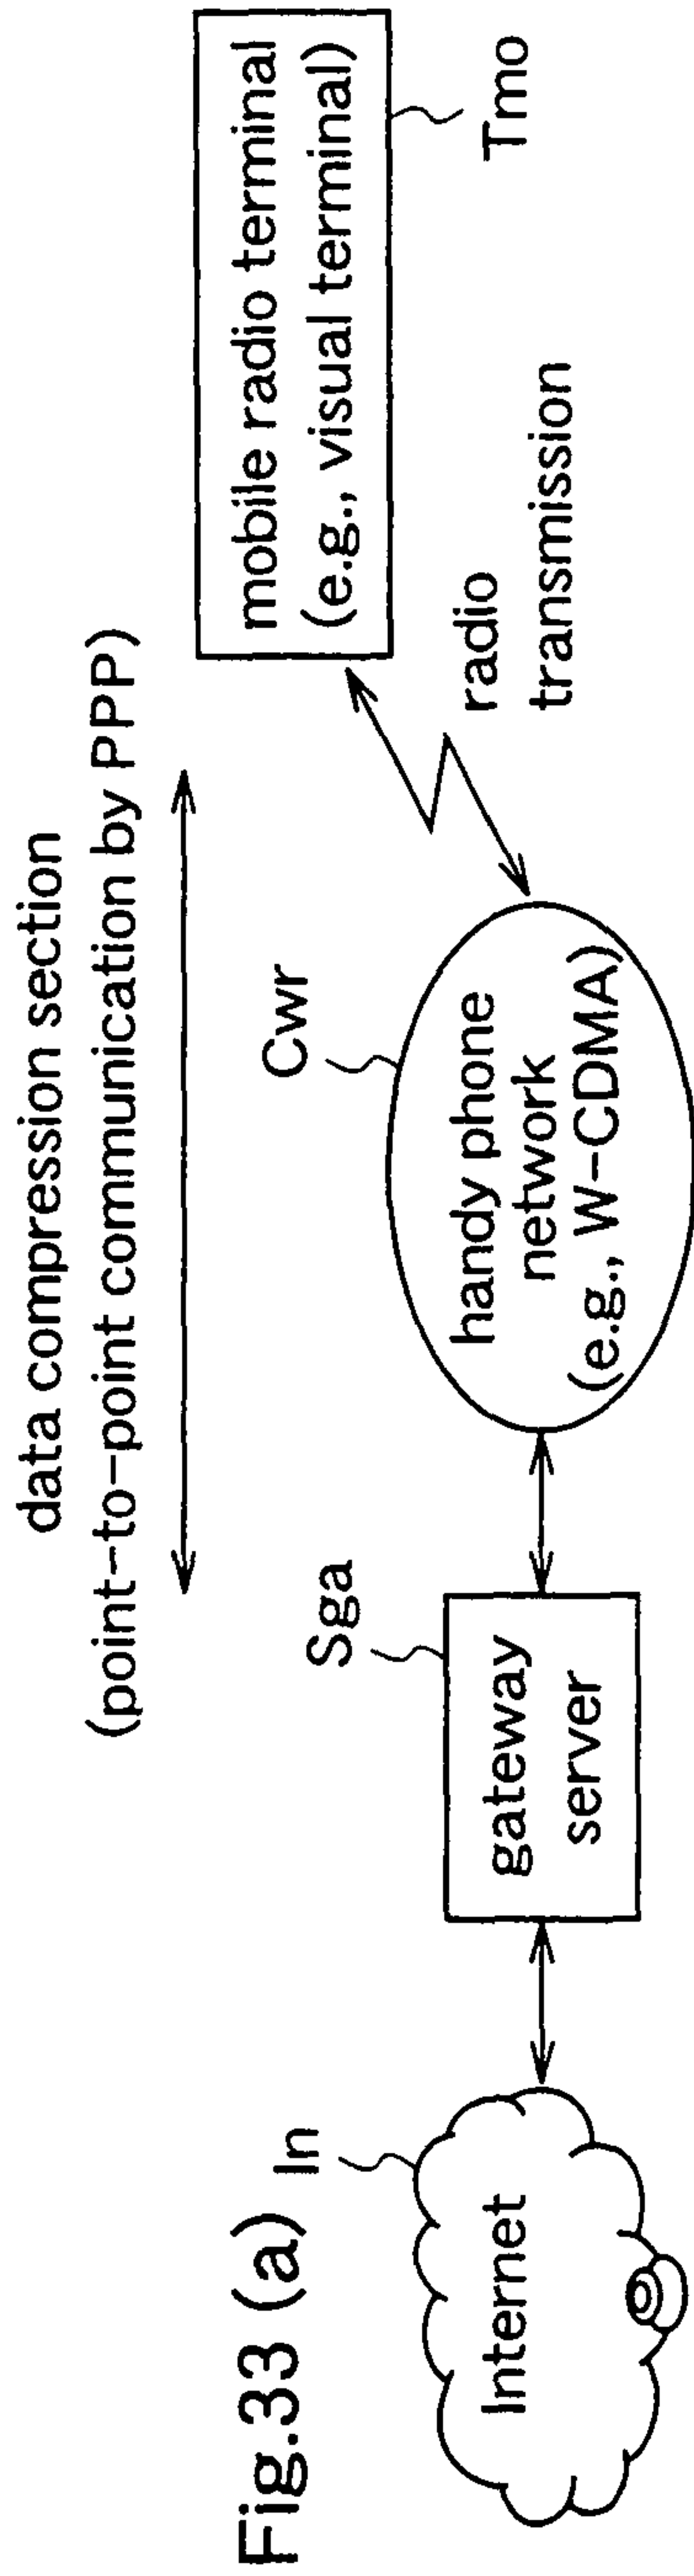 Fig.33 (a)
data compression section
(point-to-point communication by PPP)
In
Internet
Sga
gateway
server
Cwr
handy phone
network
(e.g., W-CDMA)
radio
transmission
mobile radio terminal
(e.g., visual terminal)
Tmo